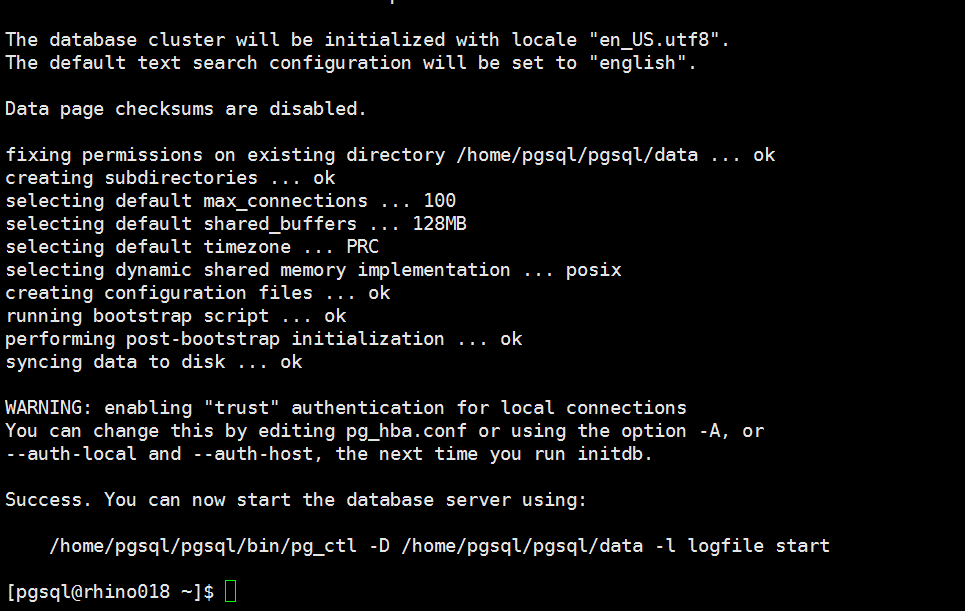 The database cluster will be initialized with locale "en_US.utf8".
The default text search configuration will be set to "english".
Data page checksums are disabled.
fixing permissions on existing directory /home/pgsql/pgsql/data ... ok
creating subdirectories ... ok
selecting default max_connections ... 100
selecting default shared_buffers ... 128MB
selecting default timezone ... PRC
selecting dynamic shared memory implementation ... posix
creating configuration files ... ok
running bootstrap script ... ok
performing post-bootstrap initialization ... ok
syncing data to disk ... ok
WARNING: enabling "trust" authentication for local connections
You can change this by editing pg_hba.conf or using the option -A, or
--auth-local and --auth-host, the next time you run initdb.
Success. You can now start the database server using:
/home/pgsql/pgsql/bin/pg_ctl -D /home/pgsql/pgsql/data -l logfile start
[pgsql@rhino018 ~]$